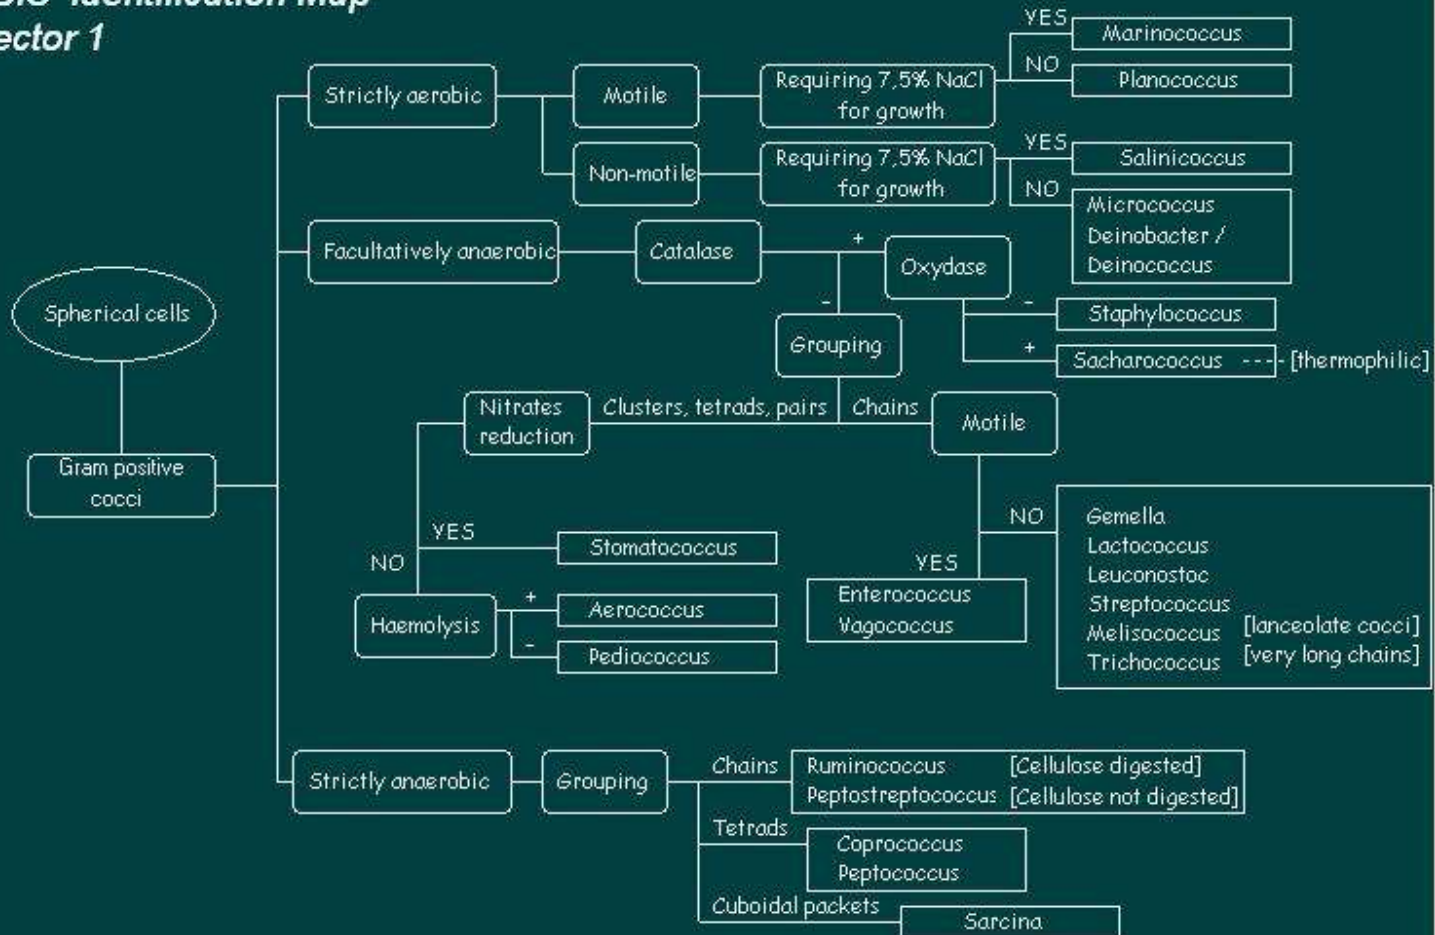 Identification Map
ector 1
YES
Marinococcus
NO
Planococcus
Strictly aerobic
Motile
Requiring 7,5% NaCl
for growth
Non-motile
Requiring 7,5% NaCl
for growth
YES
Salinicoccus
NO
Micrococcus
Deinobacter /
Deinococcus
Facultatively anaerobic
Catalase
+
Oxydase
-
Staphylococcus
+
Sacharococcus ---- [thermophilic]
-
Grouping
Spherical cells
Gram positive
cocci
Nitrates
reduction
Clusters, tetrads, pairs
Chains
Motile
YES
Stomatococcus
NO
Haemolysis
+
Aerococcus
-
Pediococcus
YES
Enterococcus
Vagococcus
NO
Gemella
Lactococcus
Leuconostoc
Streptococcus
Melisococcus [lanceolate cocci]
Trichococcus [very long chains]
Strictly anaerobic
Grouping
Chains
Ruminococcus [Cellulose digested]
Peptostreptococcus [Cellulose not digested]
Tetrads
Coprococcus
Peptococcus
Cuboidal packets
Sarcina